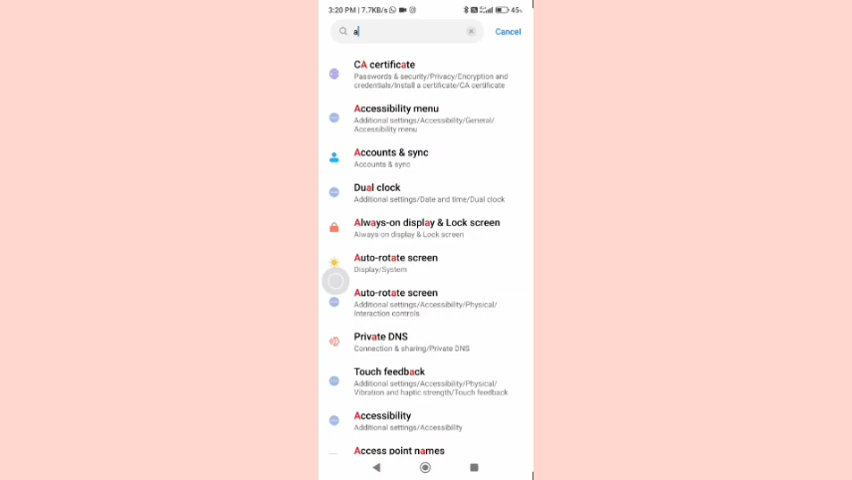 3:20 PM | 7.7KB/s
45%
a
Cancel
CA certificate
Passwords & security/Privacy/Encryption and
credentials/Install a certificate/CA certificate
Accessibility menu
Additional settings/Accessibility/General/
Accessibility menu
Accounts & sync
Accounts & sync
Dual clock
Additional settings/Date and time/Dual clock
Always-on display & Lock screen
Always on display & Lock screen
Auto-rotate screen
Display/System
Auto-rotate screen
Additional settings/Accessibility/Physical/
Interaction controls
Private DNS
Connection & sharing/Private DNS
Touch feedback
Additional settings/Accessibility/Physical/
Vibration and haptic strength/Touch feedback
Accessibility
Additional settings/Accessibility
Access point names